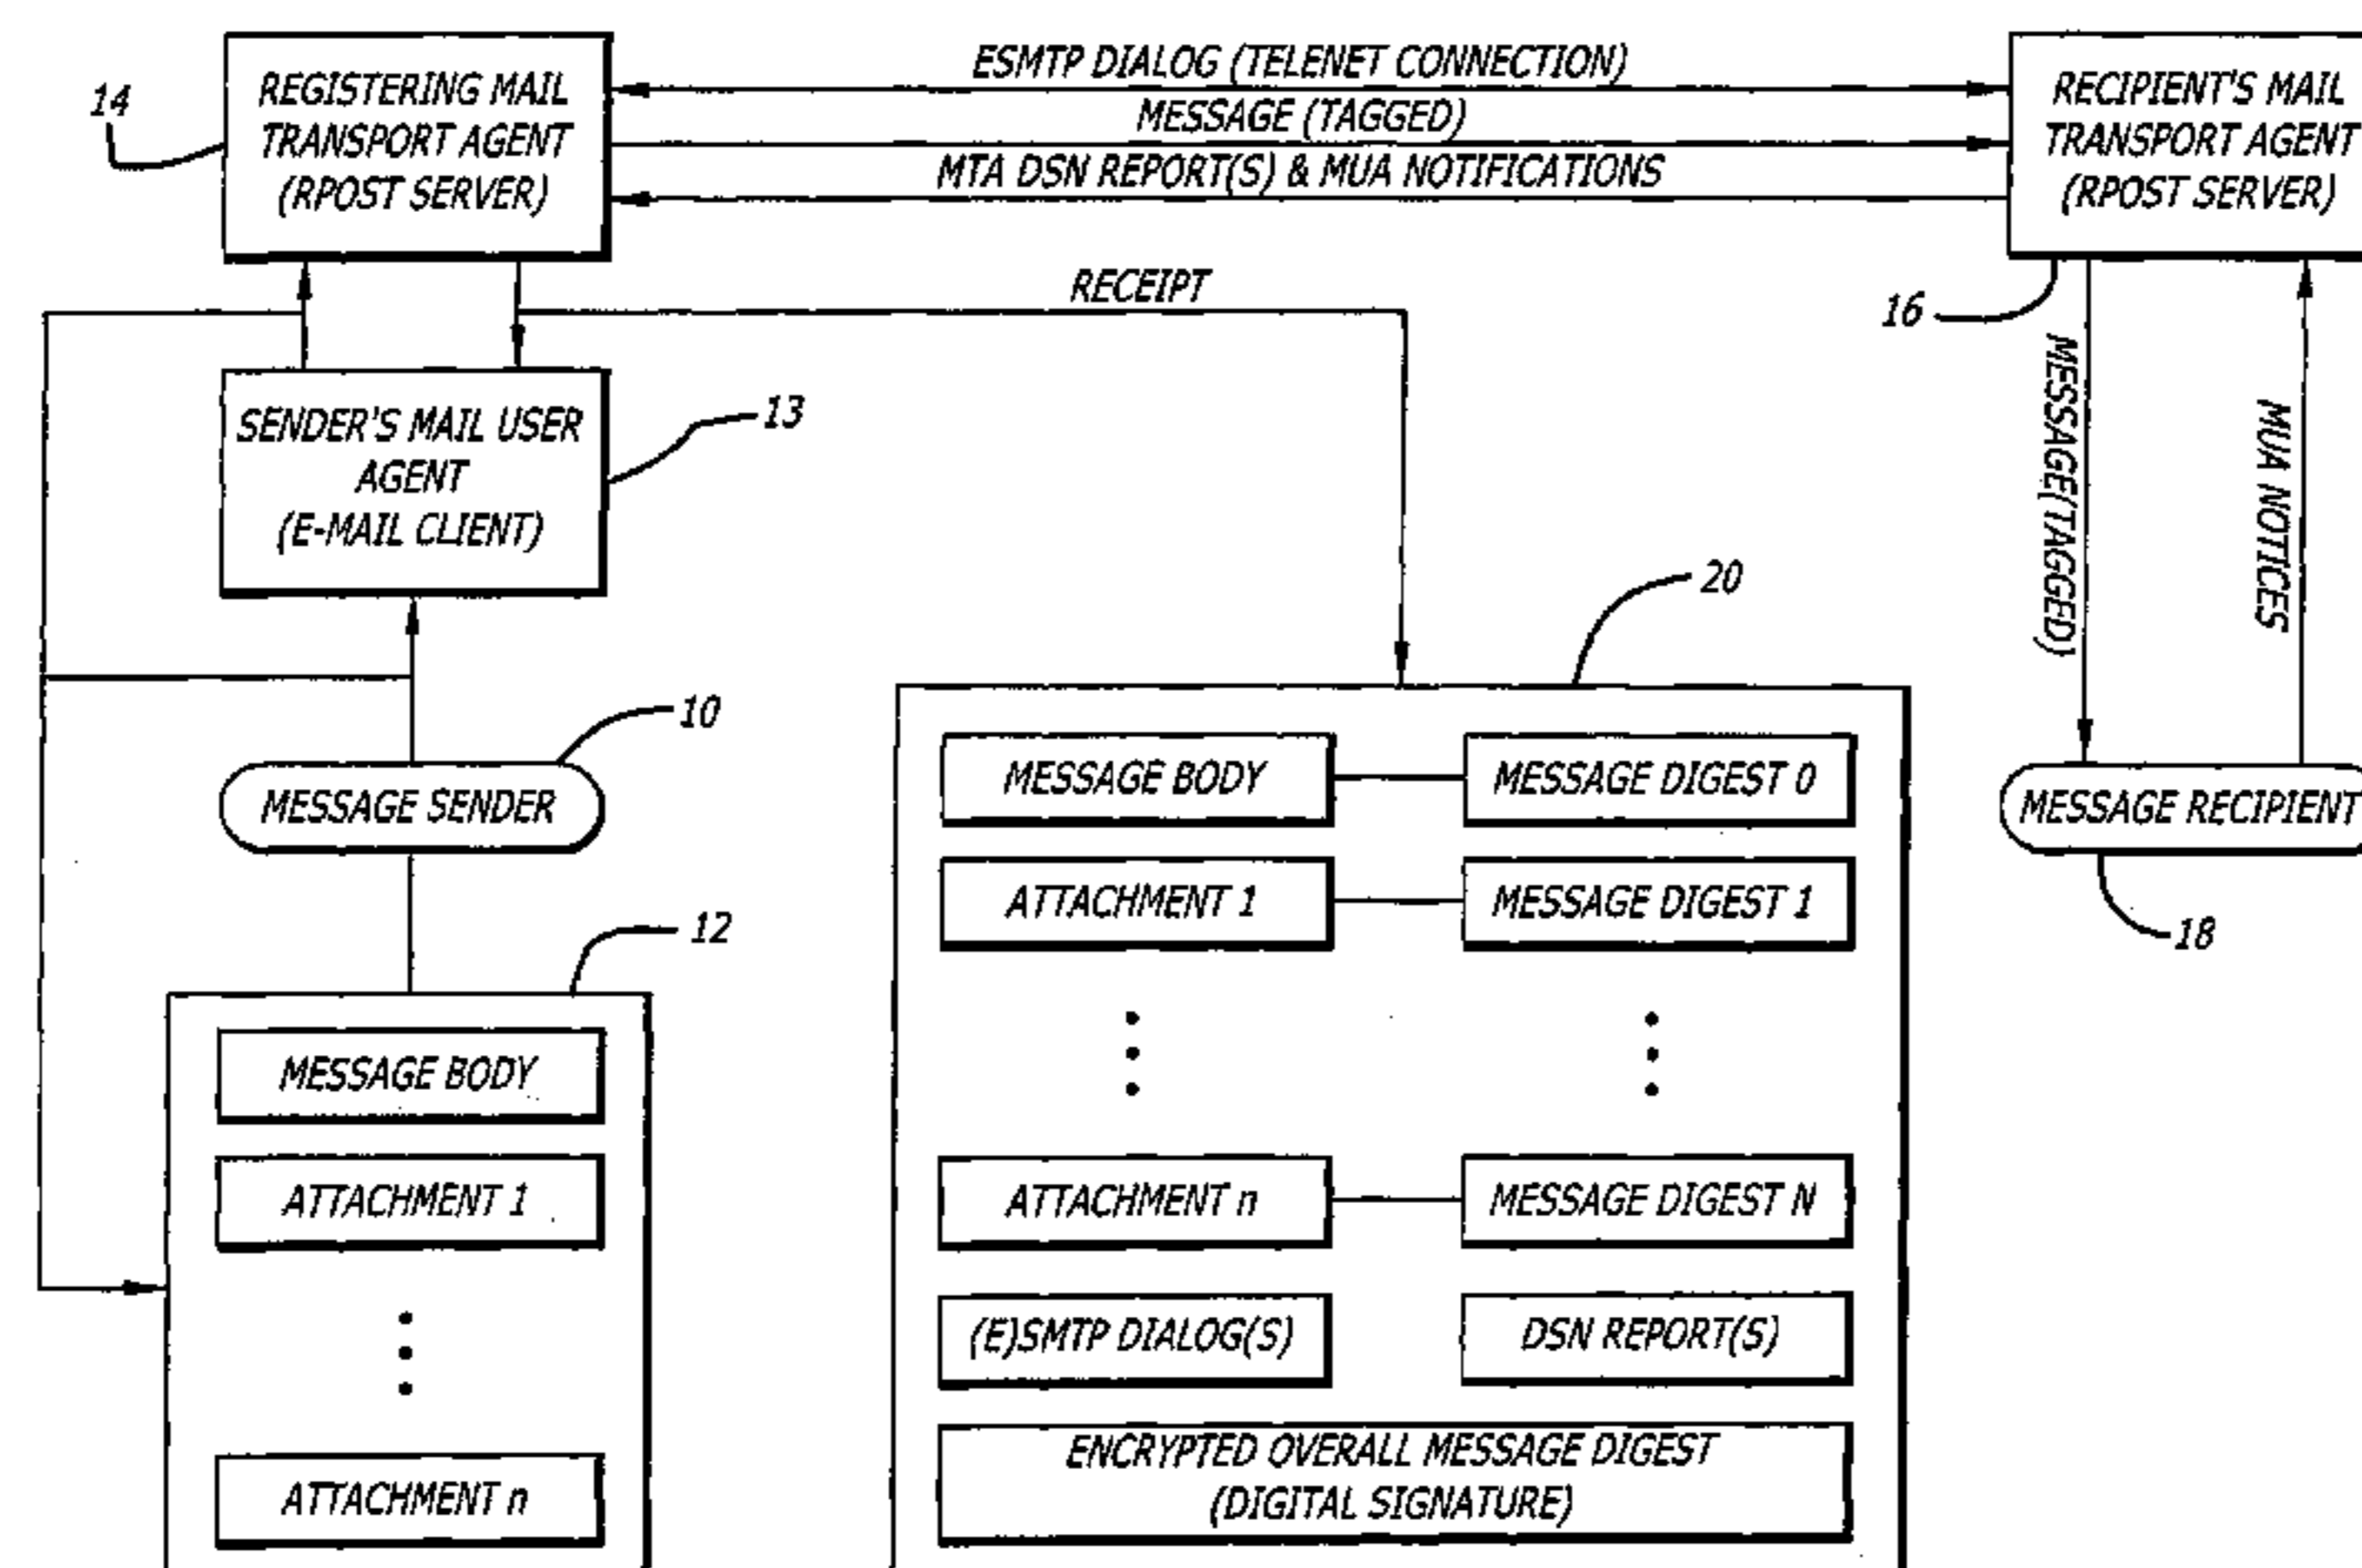 14
REGISTERING MAIL
TRANSPORT AGENT
(RPOST SERVER)
ESMTP DIALOG (TELENET CONNECTION)
MESSAGE (TAGGED)
MTA DSN REPORT(S) & MUA NOTIFICATIONS
RECIPIENT'S MAIL
TRANSPORT AGENT
(RPOST SERVER)
RECEIPT
16
SENDER'S MAIL USER
AGENT
(E-MAIL CLIENT)
13
MESSAGE(TAGGED)
MUA NOTICES
20
10
MESSAGE SENDER
MESSAGE RECIPIENT
18
12
MESSAGE BODY
ATTACHMENT 1
ATTACHMENT n
MESSAGE BODY
MESSAGE DIGEST 0
ATTACHMENT 1
MESSAGE DIGEST 1
ATTACHMENT n
MESSAGE DIGEST N
(E)SMTP DIALOG(S)
DSN REPORT(S)
ENCRYPTED OVERALL MESSAGE DIGEST
(DIGITAL SIGNATURE)